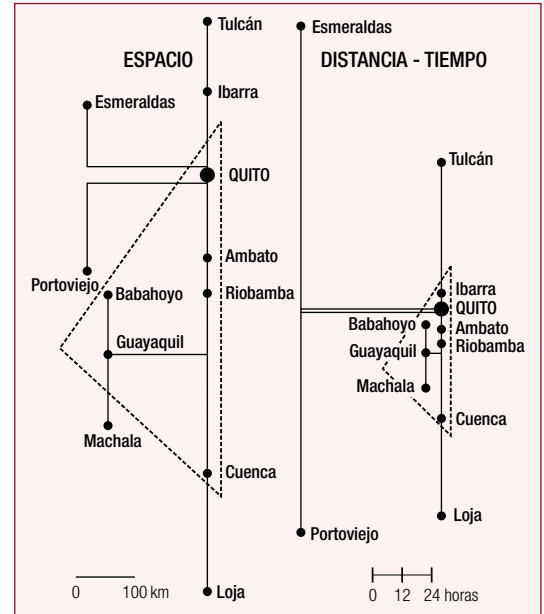 ESPACIO
Tulcán
Ibarra
Esmeraldas
QUITO
Ambato
Portoviejo
Babahoyo
Riobamba
Guayaquil
Machala
Cuenca
0 100 km
Loja
DISTANCIA - TIEMPO
Esmeraldas
Tulcán
Ibarra
QUITO
Babahoyo
Ambato
Guayaquil
Riobamba
Machala
Cuenca
Loja
Portoviejo
0 12 24 horas